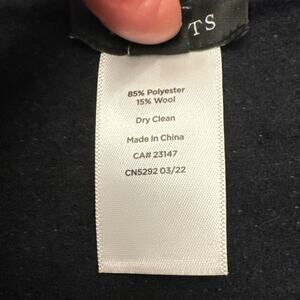 TS
85% Polyester
15% Wool
Dry Clean
Made In China
CA# 23147
CN5292 03/22